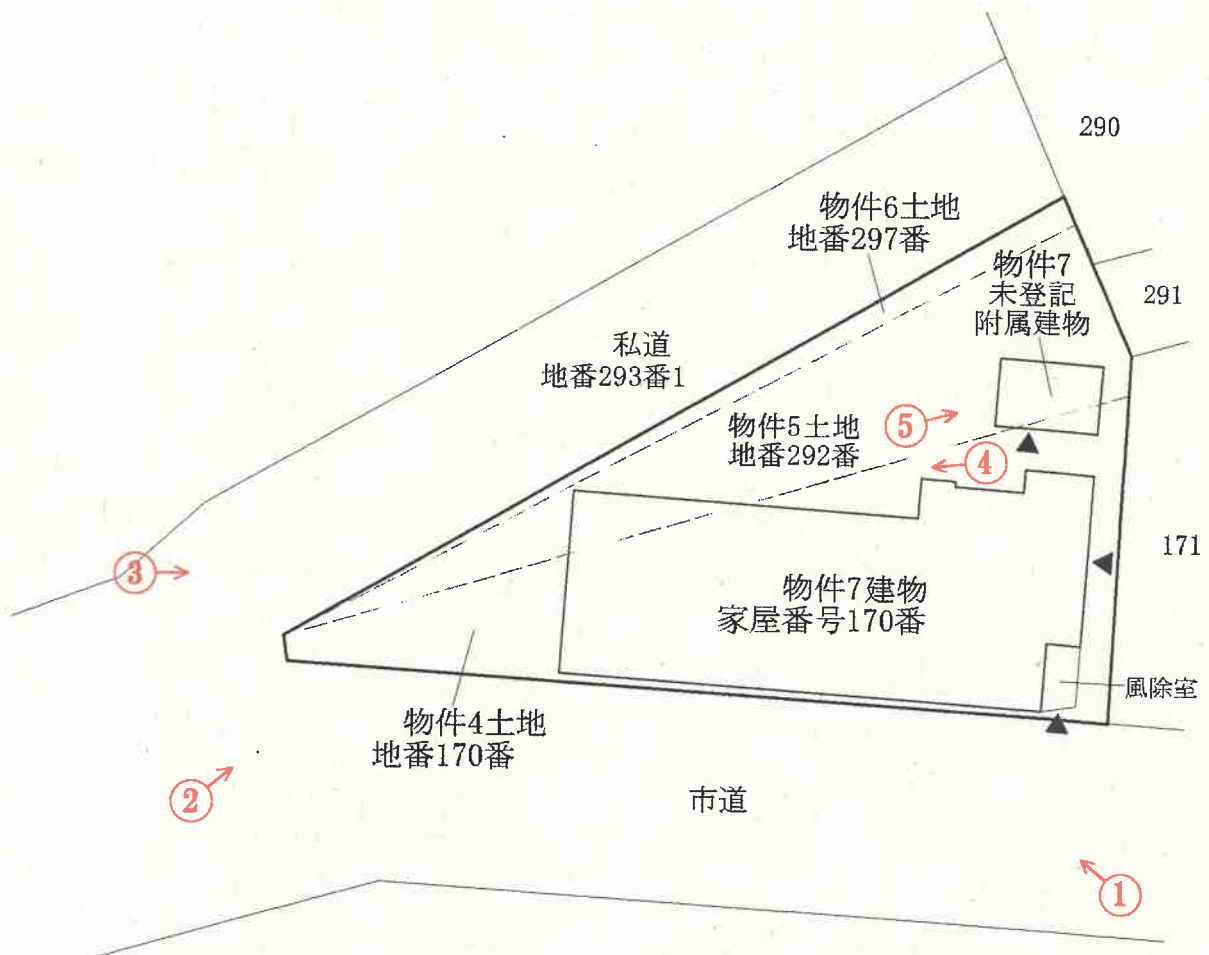 290
物件6土地
地番297番
物件7
未登記
附属建物
291
私道
地番293番1
物件5土地
地番292番
⑤
④
171
③
物件7建物
家屋番号170番
風除室
物件4土地
地番170番
②
市道
①